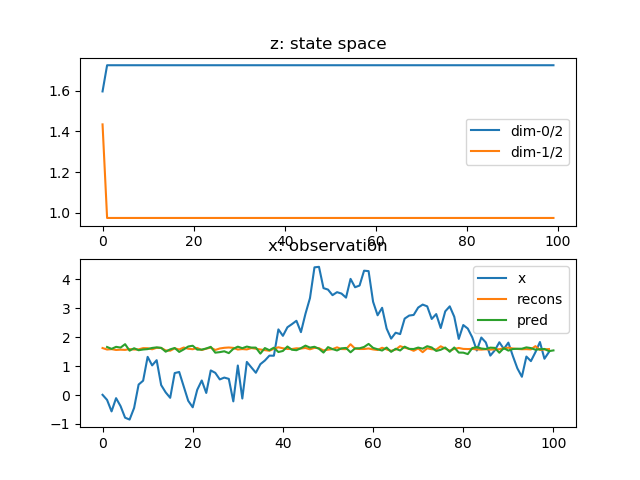 z: state space
1.6
1.4
1.2
1.0
dim-0/2
dim-1/2
0 20 40 60 80 100
x: observation
4
3
2
1
0
−1
x
recons
pred
0 20 40 60 80 100